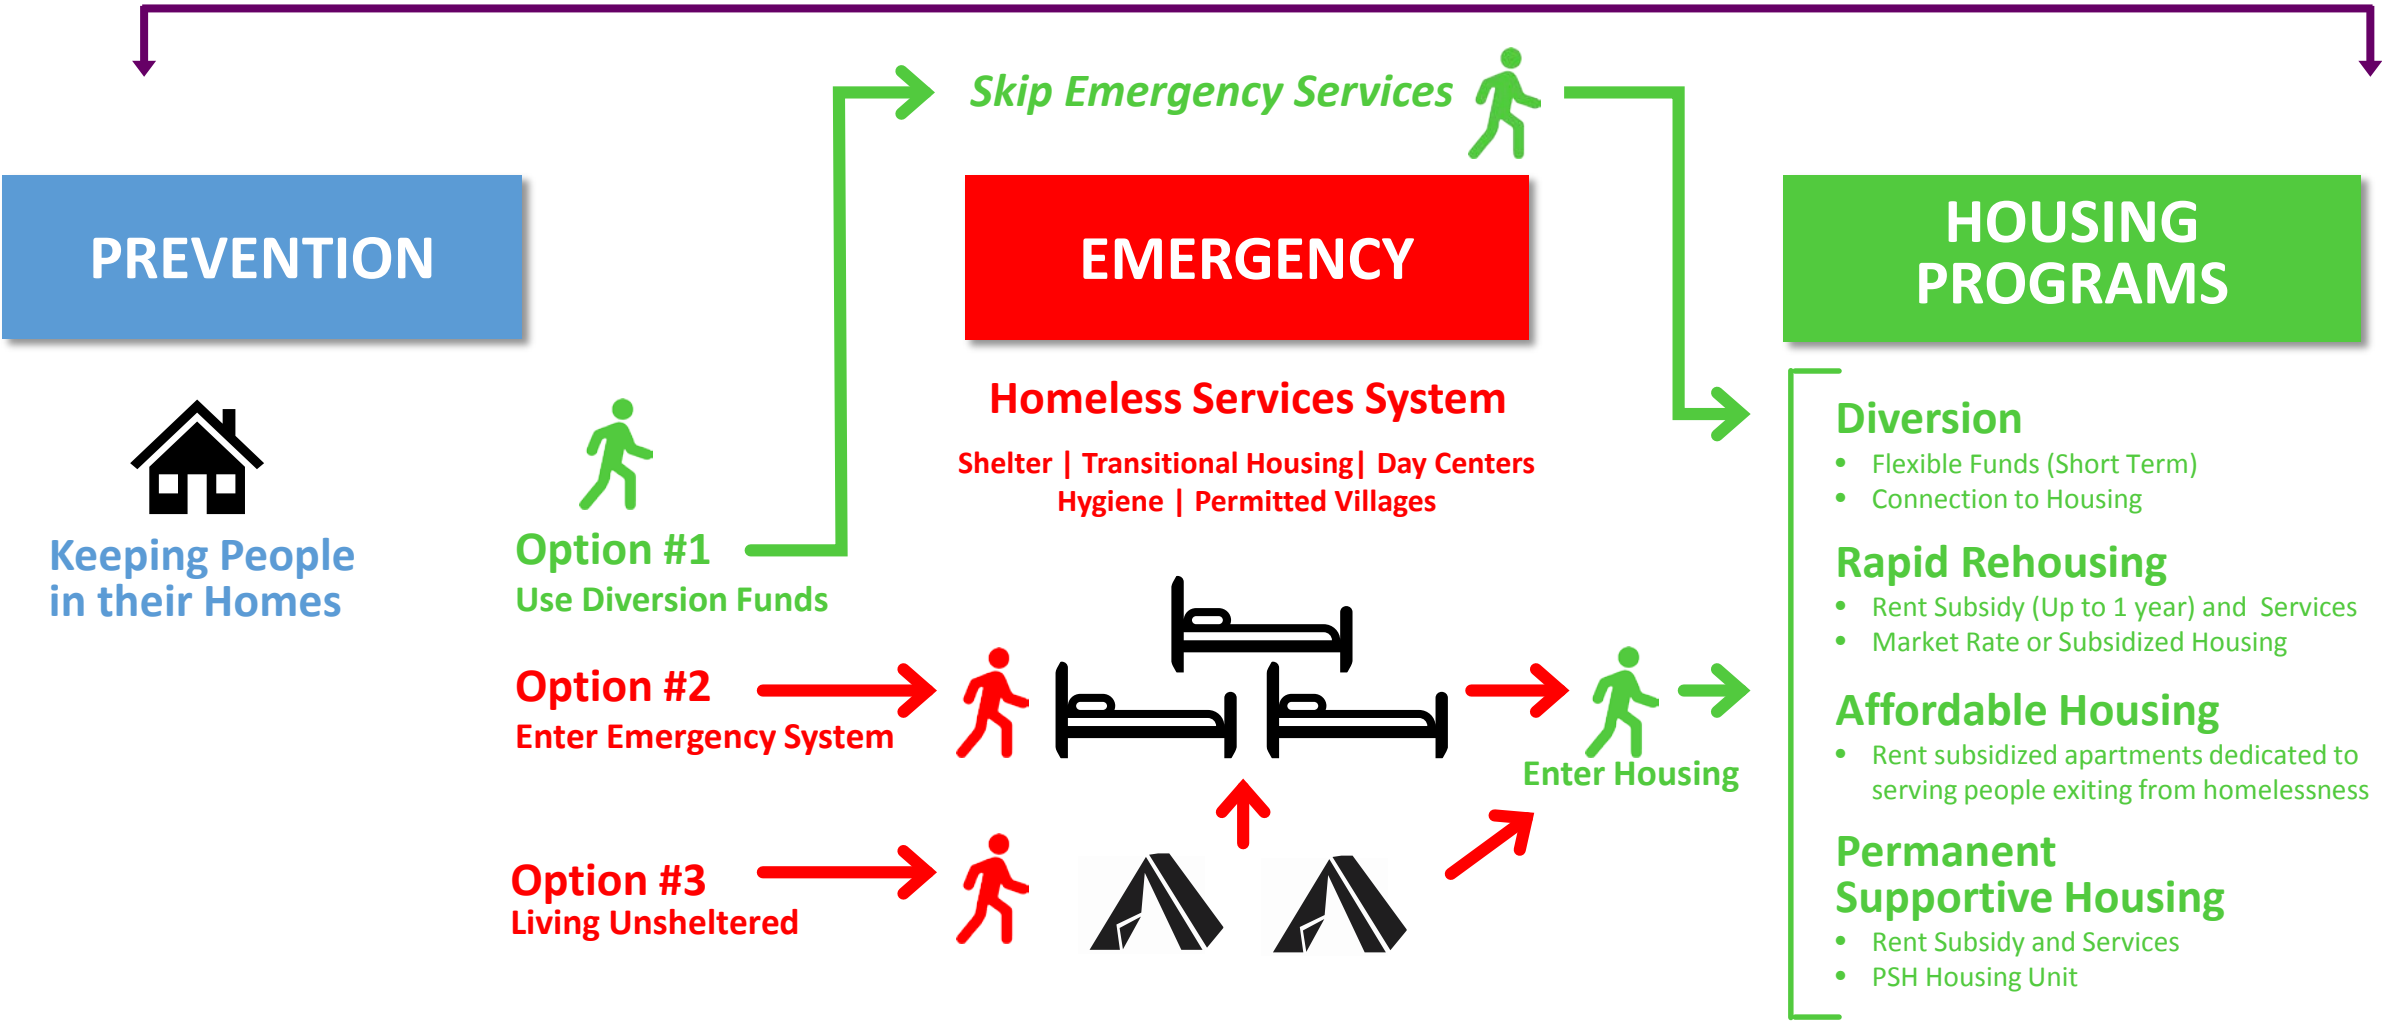 Skip Emergency Services
PREVENTION
EMERGENCY
HOUSING
PROGRAMS
Keeping People
in their Homes
Option #1
Use Diversion Funds
Option #2
Enter Emergency System
Option #3
Living Unsheltered
Homeless Services System
Shelter | Transitional Housing| Day Centers
Hygiene | Permitted Villages
Enter Housing
Diversion
• Flexible Funds (Short Term)
• Connection to Housing
Rapid Rehousing
• Rent Subsidy (Up to 1 year) and Services
• Market Rate or Subsidized Housing
Affordable Housing
• Rent subsidized apartments dedicated to
serving people exiting from homelessness
Permanent
Supportive Housing
• Rent Subsidy and Services
• PSH Housing Unit